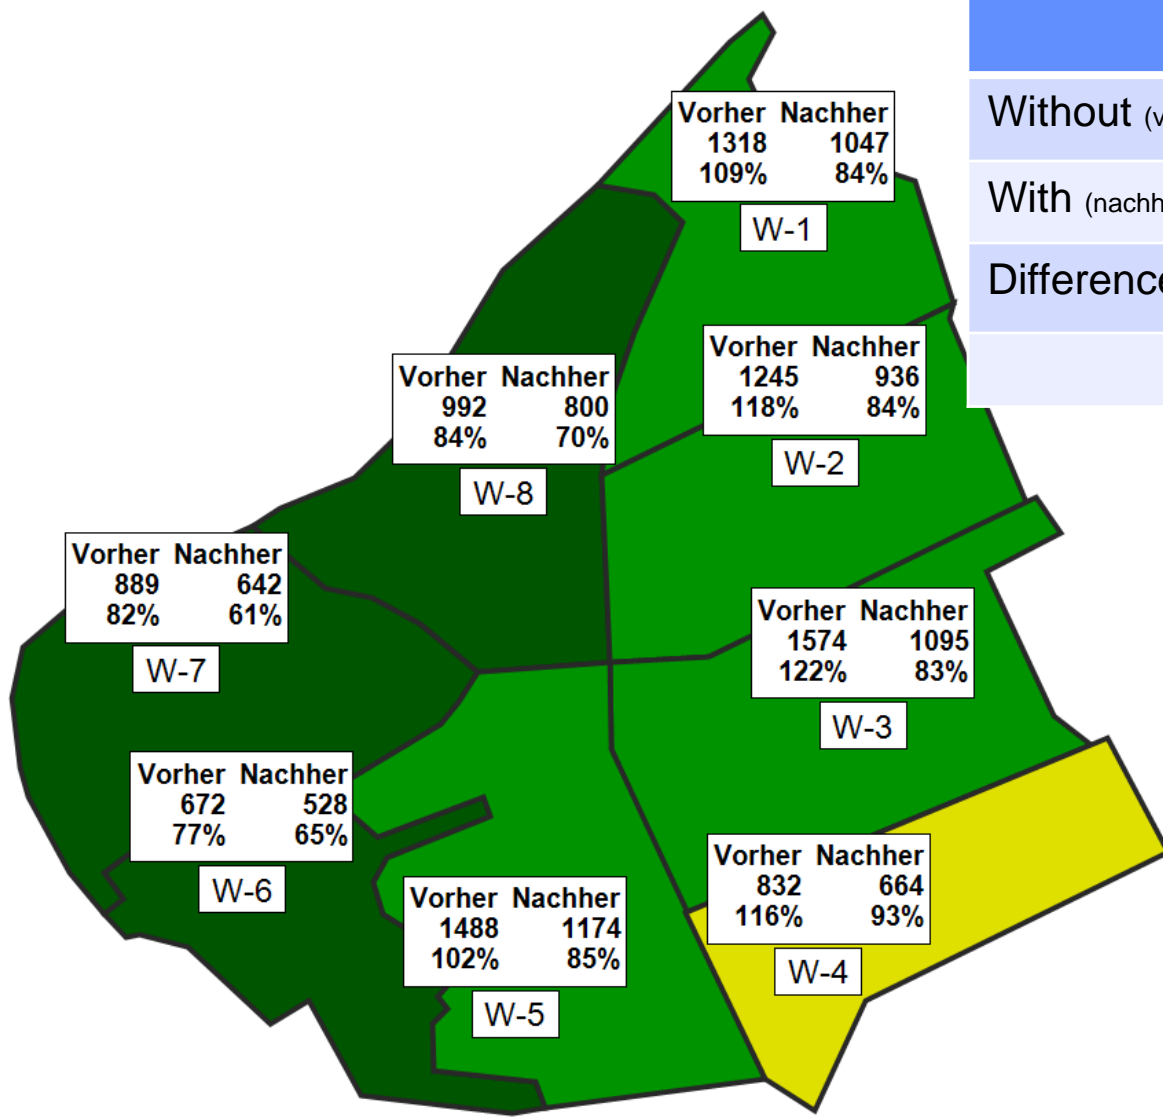 Vorher Nachher
1318 1047
109% 84%
W-1
Without (v
With (nachh
Difference
Vorher Nachher
1245 936
118% 84%
W-2
Vorher Nachher
992 800
84% 70%
W-8
Vorher Nachher
889 642
82% 61%
W-7
Vorher Nachher
1574 1095
122% 83%
W-3
Vorher Nachher
672 528
77% 65%
W-6
Vorher Nachher
832 664
116% 93%
W-4
Vorher Nachher
1488 1174
102% 85%
W-5